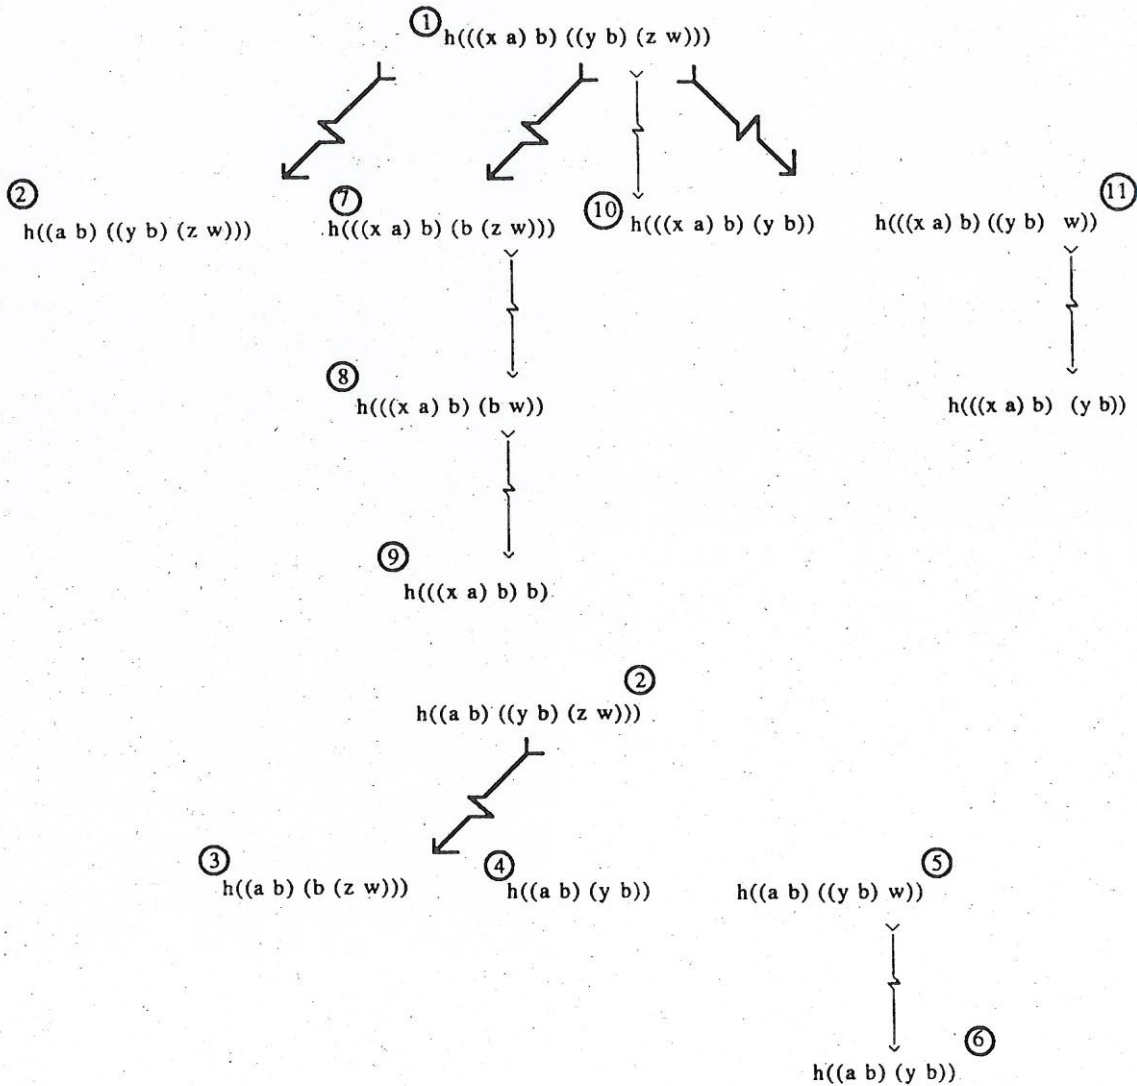 ① h(((x a) b) ((y b) (z w)))
② ⑦ ⑩ ⑪
h((a b) ((y b) (z w))) h(((x a) b) (b (z w))) h(((x a) b) (y b)) h(((x a) b) ((y b) w))
⑧
h(((x a) b) (b w)) h(((x a) b) (y b))
⑨
h(((x a) b) b)
②
h((a b) ((y b) (z w)))
③ ④ ⑤
h((a b) (b (z w))) h((a b) (y b)) h((a b) ((y b) w))
⑥
h((a b) (y b))